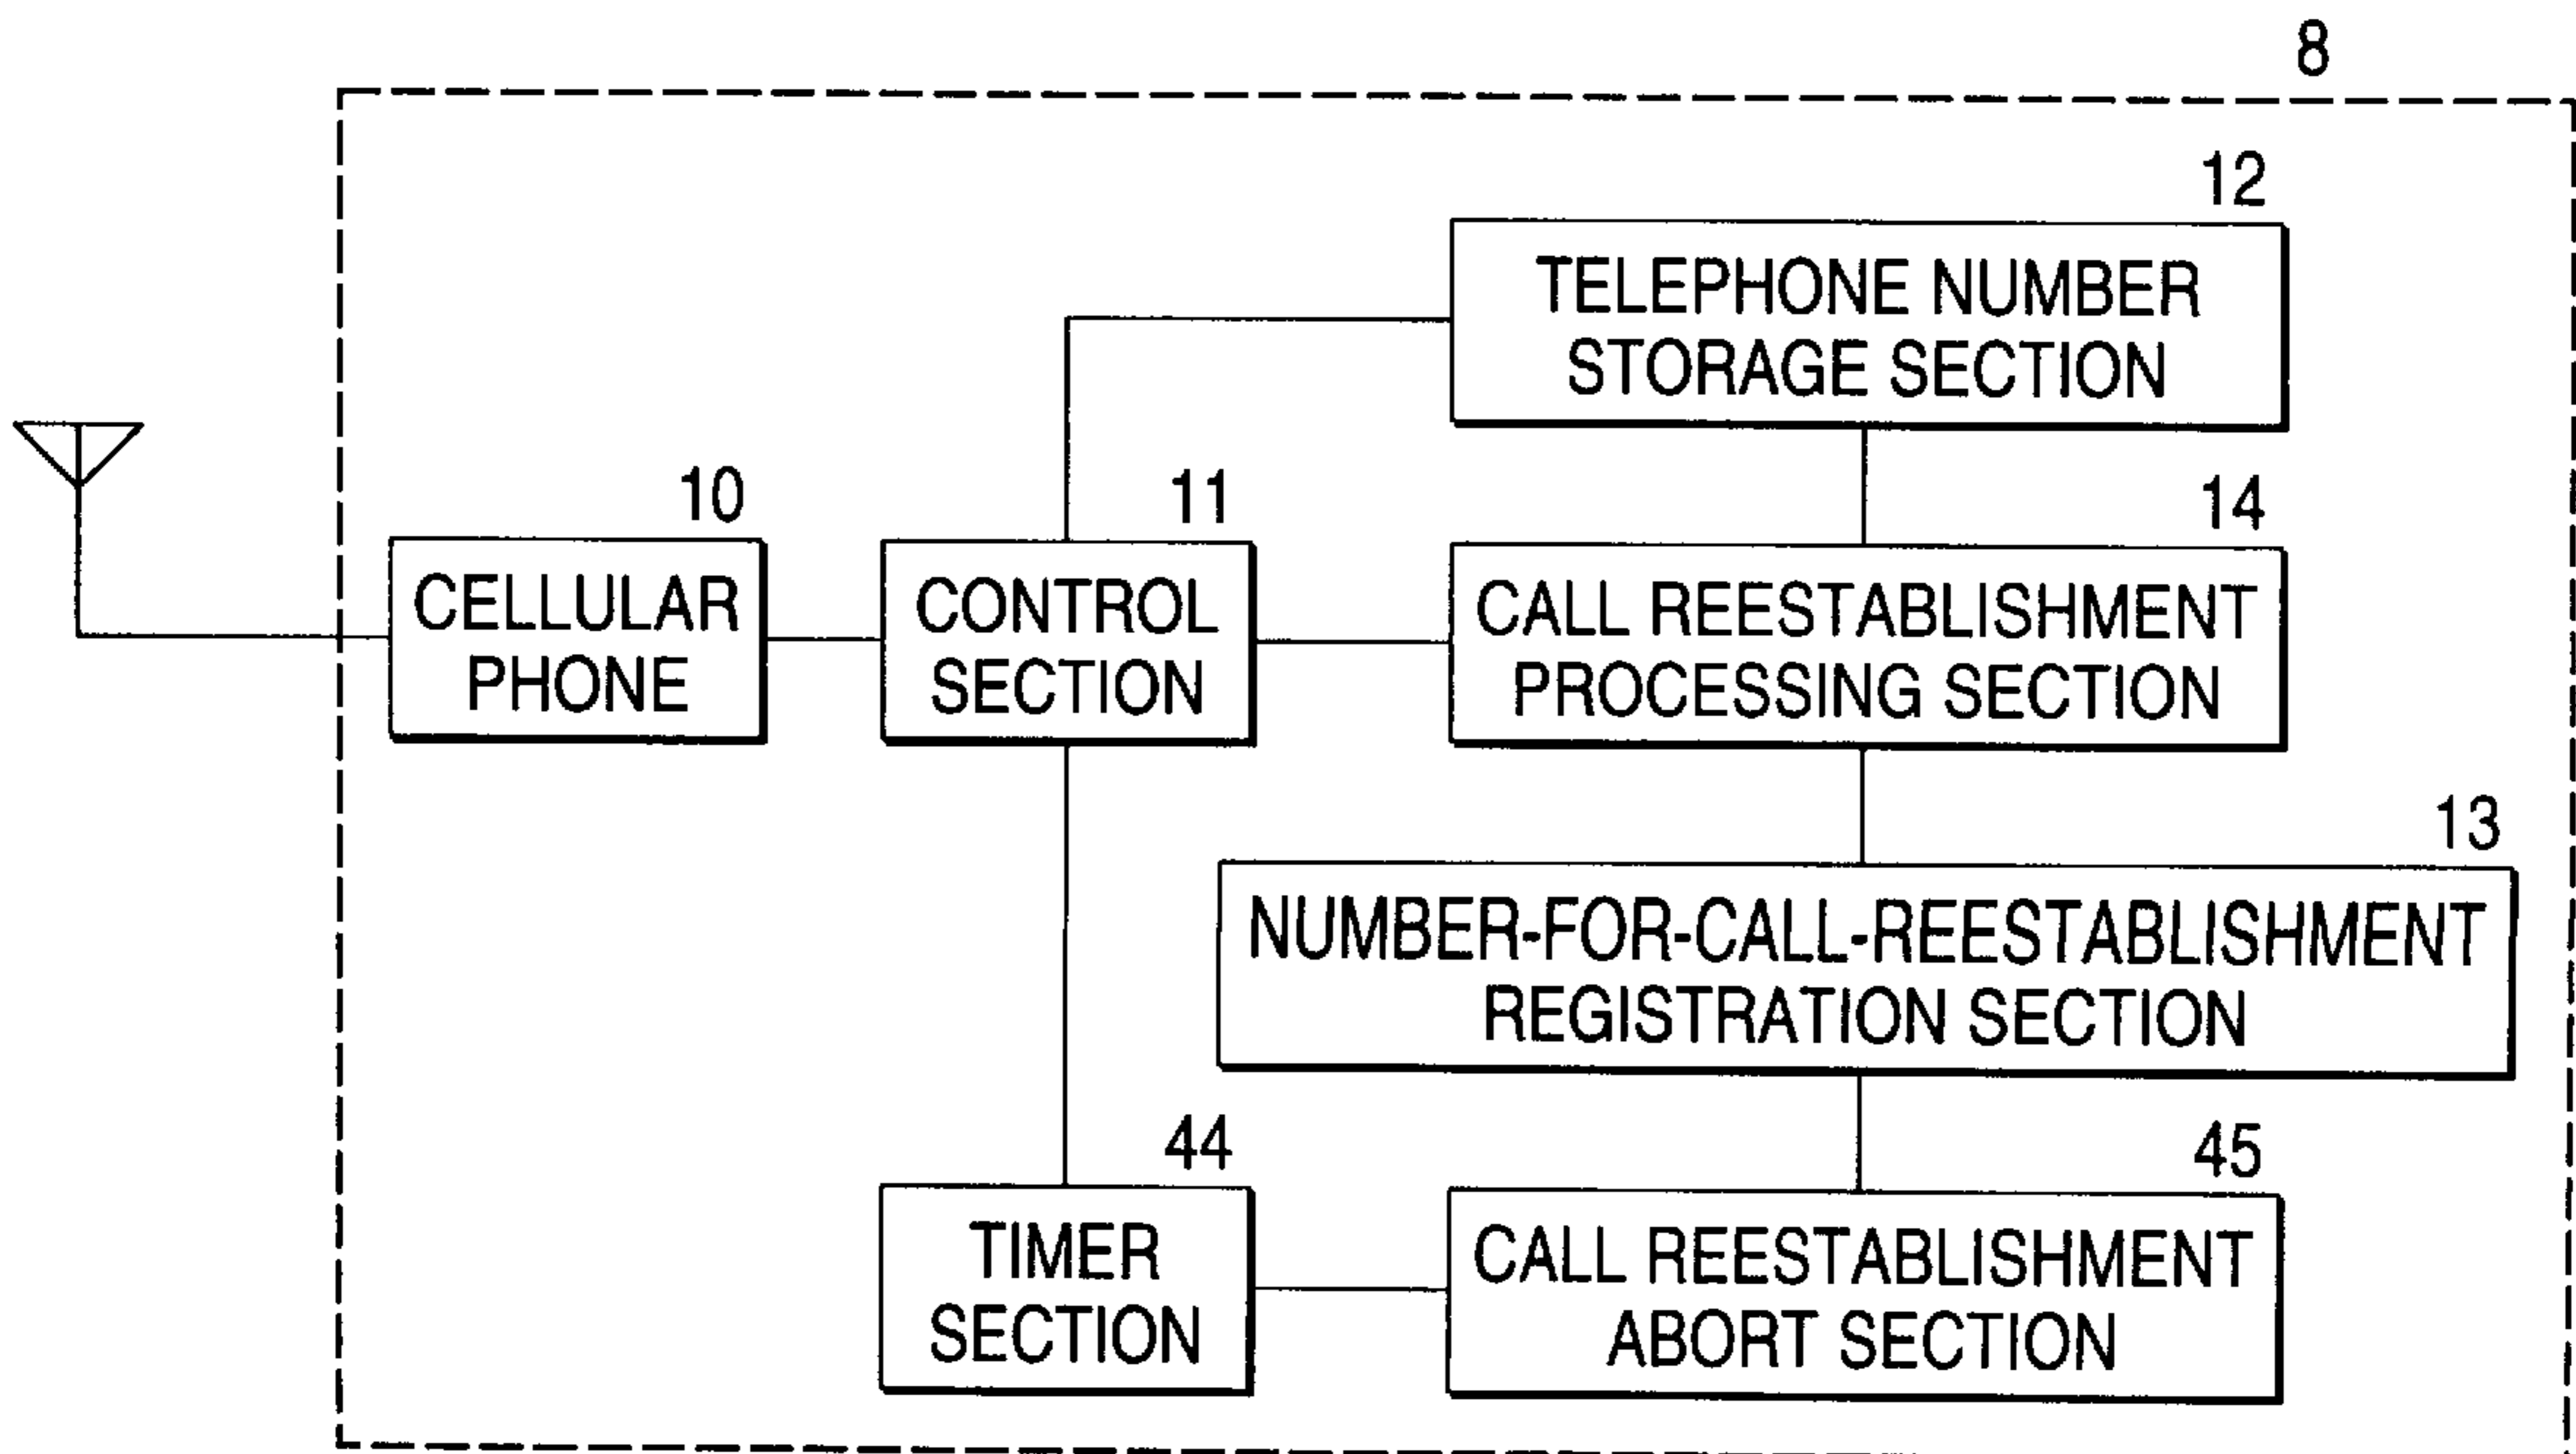 8
12
TELEPHONE NUMBER
STORAGE SECTION
10
CELLULAR
PHONE
11
CONTROL
SECTION
14
CALL REESTABLISHMENT
PROCESSING SECTION
13
NUMBER-FOR-CALL-REESTABLISHMENT
REGISTRATION SECTION
44
TIMER
SECTION
45
CALL REESTABLISHMENT
ABORT SECTION